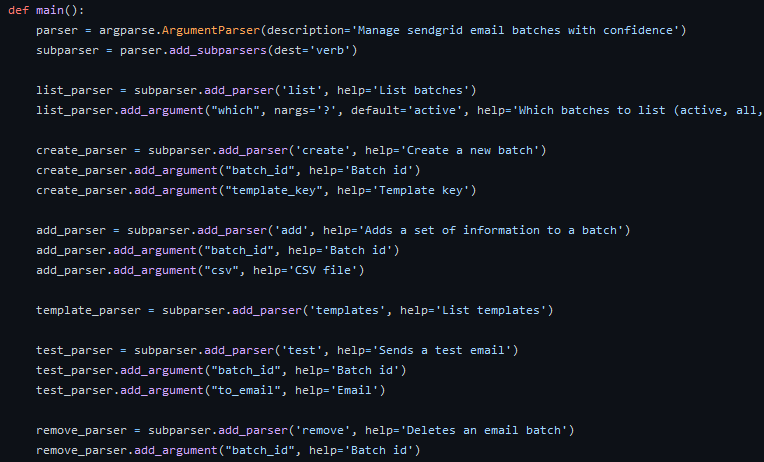 def main():
    parser = argparse.ArgumentParser(description='Manage sendgrid email batches with confidence')
    subparser = parser.add_subparsers(dest='verb')
    list_parser = subparser.add_parser('list', help='List batches')
    list_parser.add_argument("which", nargs='?', default='active', help='Which batches to list (active, all,
    create_parser = subparser.add_parser('create', help='Create a new batch')
    create_parser.add_argument("batch_id", help='Batch id')
    create_parser.add_argument("template_key", help='Template key')
    add_parser = subparser.add_parser('add', help='Adds a set of information to a batch')
    add_parser.add_argument("batch_id", help='Batch id')
    add_parser.add_argument("csv", help='CSV file')
    template_parser = subparser.add_parser('templates', help='List templates')
    test_parser = subparser.add_parser('test', help='Sends a test email')
    test_parser.add_argument("batch_id", help='Batch id')
    test_parser.add_argument("to_email", help='Email')
    remove_parser = subparser.add_parser('remove', help='Deletes an email batch')
    remove_parser.add_argument("batch_id", help='Batch id')